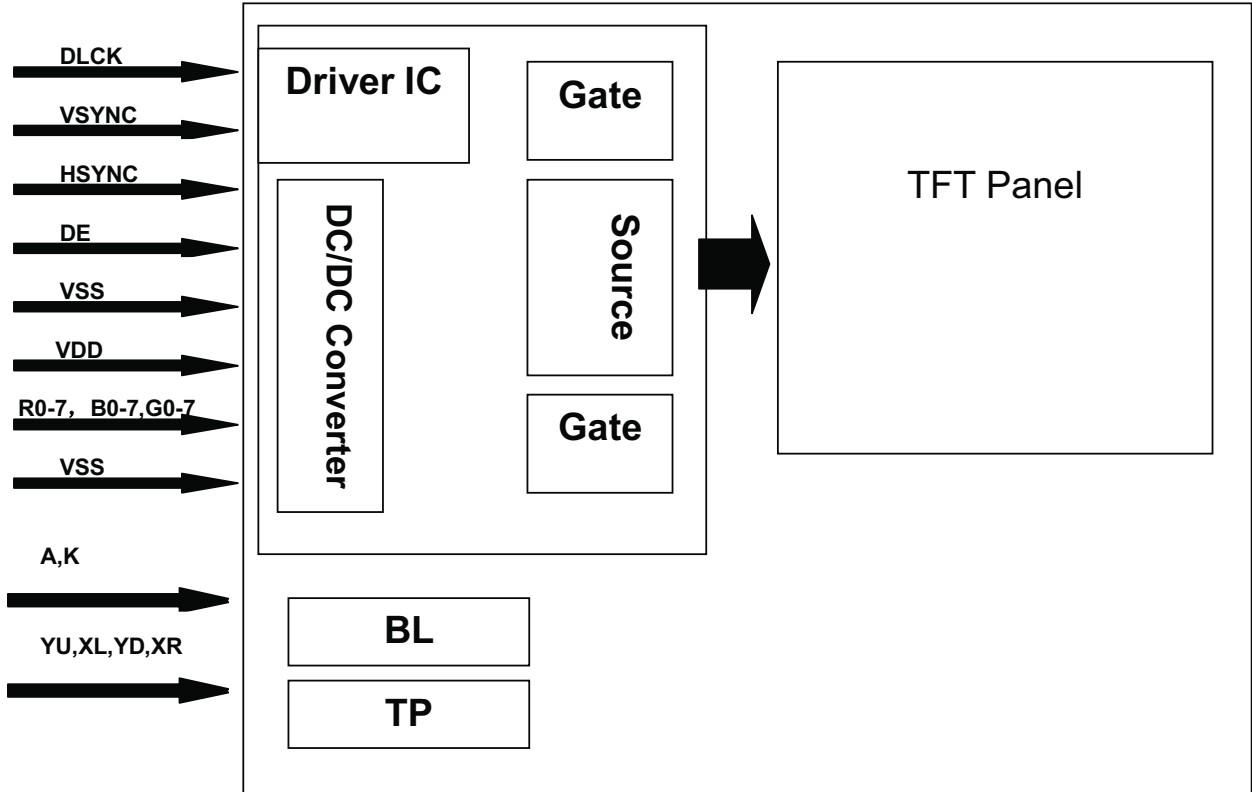 DLCK
VSYNC
HSYNC
DE
VSS
VDD
R0-7，B0-7,G0-7
VSS
A,K
YU,XL,YD,XR
Driver IC
DC/DC Converter
Gate
Source
Gate
BL
TP
TFT Panel